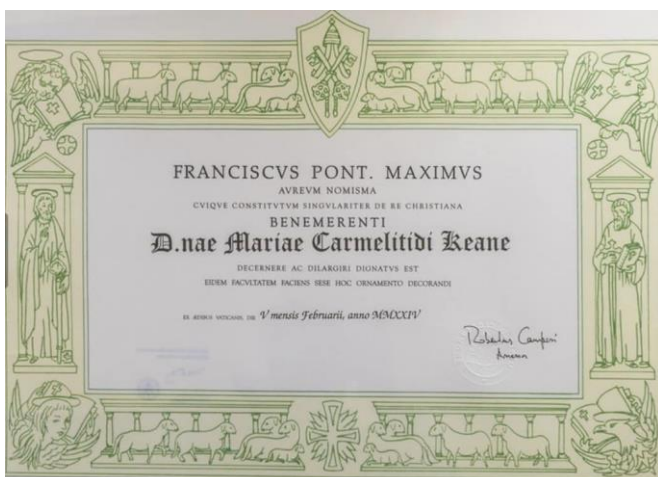 FRANCISCVS PONT. MAXIMVS
AVREVM NOMISMA
CVIQVE CONSTITVTVM SINGVLARITER DE RE CHRISTIANA
BENEMERENTI
D.nae Mariae Carmelitidi Keane
DECERNERE AC DILARGIRI DIGNATVS EST
EIDEM FACVLTATEM FACIENS SESE HOC ORNAMENTO DECORANDI
EX AEDIBVS VATICANIS, DIE V mensis Februarii, anno MMXXIV